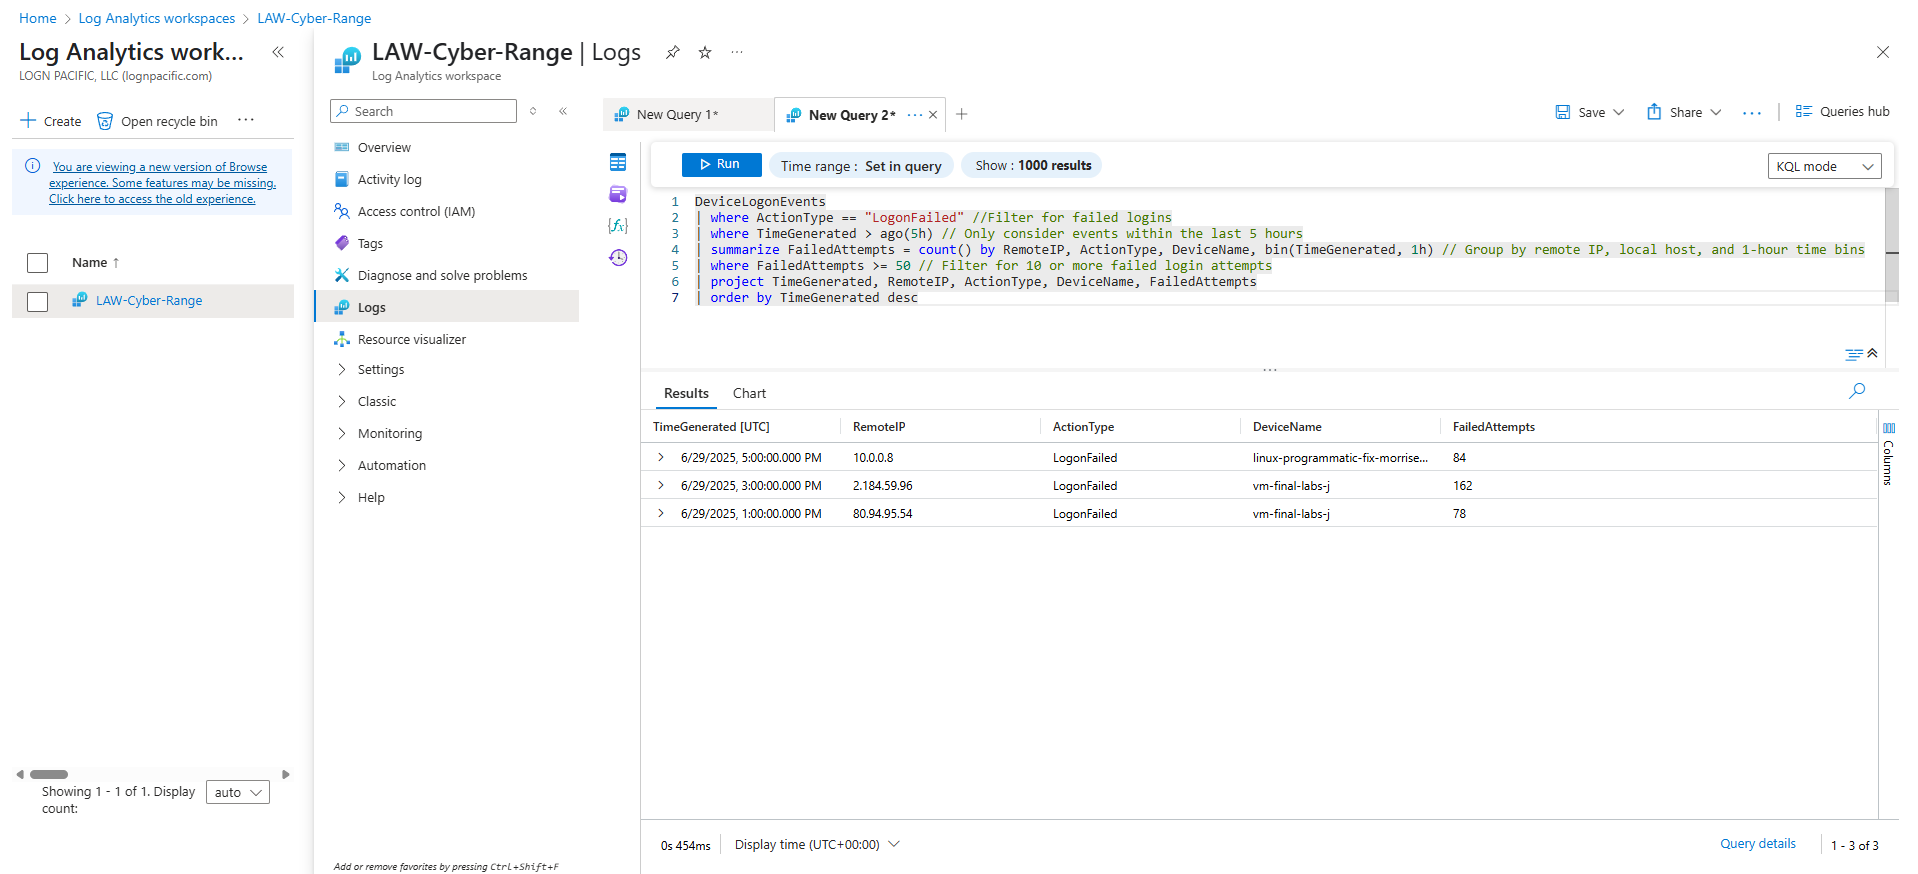 Home > Log Analytics workspaces > LAW-Cyber-Range
Log Analytics work...
LOGN PACIFIC, LLC (lognpacific.com)
Create
Open recycle bin
...
You are viewing a new version of Browse
experience. Some features may be missing.
Click here to access the old experience.
Name ↑
LAW-Cyber-Range
Showing 1 - 1 of 1. Display
count:
auto
LAW-Cyber-Range | Logs
...
Log Analytics workspace
Search
Overview
Activity log
Access control (IAM)
Tags
Diagnose and solve problems
Logs
Resource visualizer
Settings
Classic
Monitoring
Automation
Help
Add or remove favorites by pressing Ctrl+Shift+F
New Query 1*
New Query 2*
...
Save
Share
...
Queries hub
Run
Time range : Set in query
Show : 1000 results
KQL mode
1 DeviceLogonEvents
2 | where ActionType == "LogonFailed" //Filter for failed logins
3 | where TimeGenerated > ago(5h) // Only consider events within the last 5 hours
4 | summarize FailedAttempts = count() by RemoteIP, ActionType, DeviceName, bin(TimeGenerated, 1h) // Group by remote IP, local host, and 1-hour time bins
5 | where FailedAttempts >= 50 // Filter for 10 or more failed login attempts
6 | project TimeGenerated, RemoteIP, ActionType, DeviceName, FailedAttempts
7 | order by TimeGenerated desc
...
Results
Chart
TimeGenerated [UTC] RemoteIP ActionType DeviceName FailedAttempts
6/29/2025, 5:00:00.000 PM 10.0.0.8 LogonFailed linux-programmatic-fix-morrise... 84
6/29/2025, 3:00:00.000 PM 2.184.59.96 LogonFailed vm-final-labs-j 162
6/29/2025, 1:00:00.000 PM 80.94.95.54 LogonFailed vm-final-labs-j 78
Columns
0s 454ms
Display time (UTC+00:00)
Query details
1 - 3 of 3